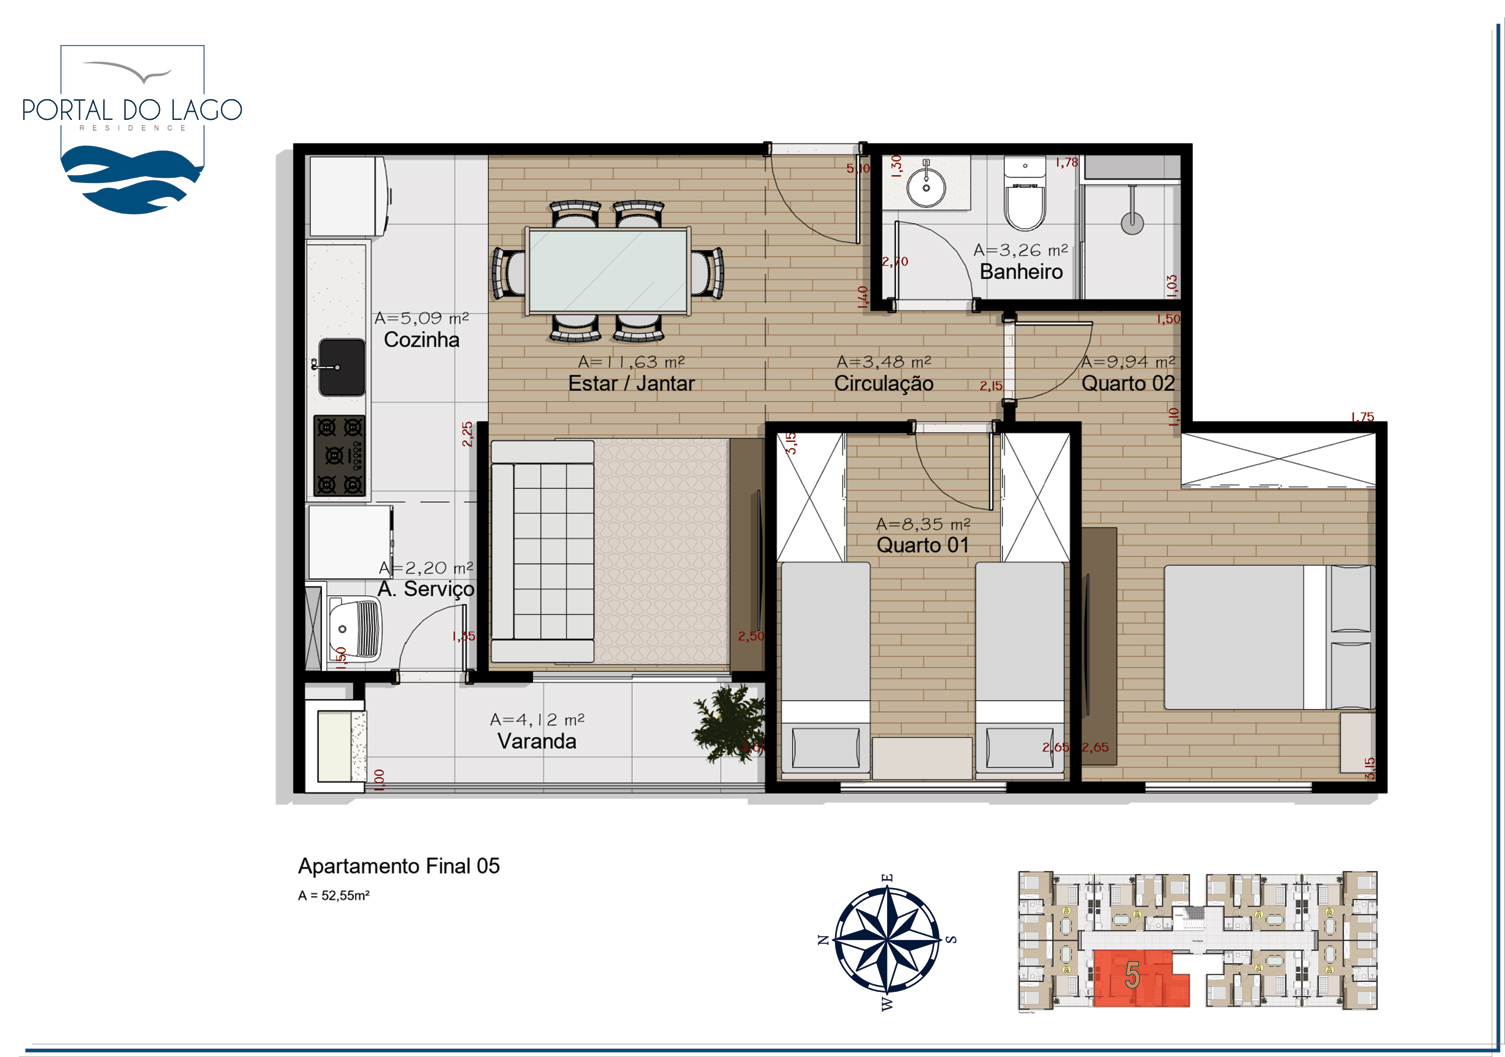 PORTAL DO LAGO
RESIDENCE
5,10
1,30
1,78
A=3,26 m²
Banheiro
2,70
1,40
1,03
A=5,09 m²
Cozinha
A=11,63 m²
Estar / Jantar
A=3,48 m²
Circulação
2,15
1,50
A=9,94 m²
Quarto 02
1,10
1,75
2,25
3,15
A=8,35 m²
Quarto 01
A=2,20 m²
A. Serviço
1,50
2,50
A=4,12 m²
Varanda
1,00
2,65
2,65
3,15
Apartamento Final 05
A = 52,55m²
E
N
S
W
5